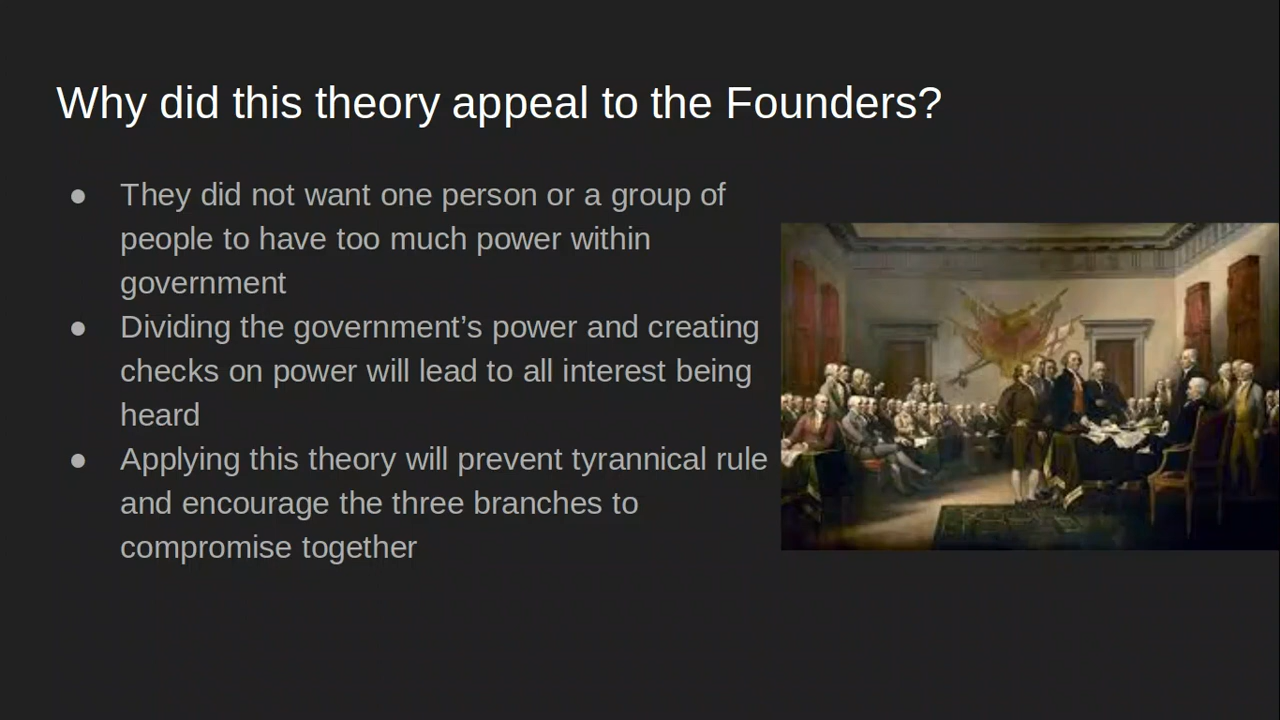 Why did this theory appeal to the Founders?
● They did not want one person or a group of
people to have too much power within
government
● Dividing the government’s power and creating
checks on power will lead to all interest being
heard
● Applying this theory will prevent tyrannical rule
and encourage the three branches to
compromise together